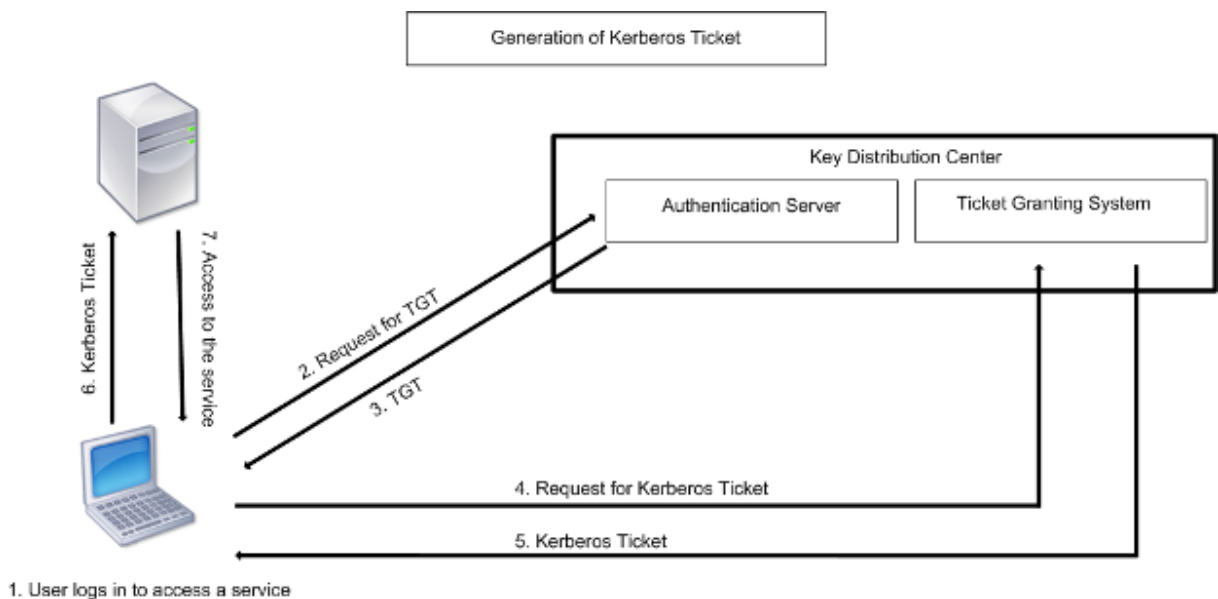 Generation of Kerberos Ticket
Key Distribution Center
Authentication Server
Ticket Granting System
6. Kerberos Ticket
7. Access to the service
2. Request for TGT
3. TGT
4. Request for Kerberos Ticket
5. Kerberos Ticket
1. User logs in to access a service